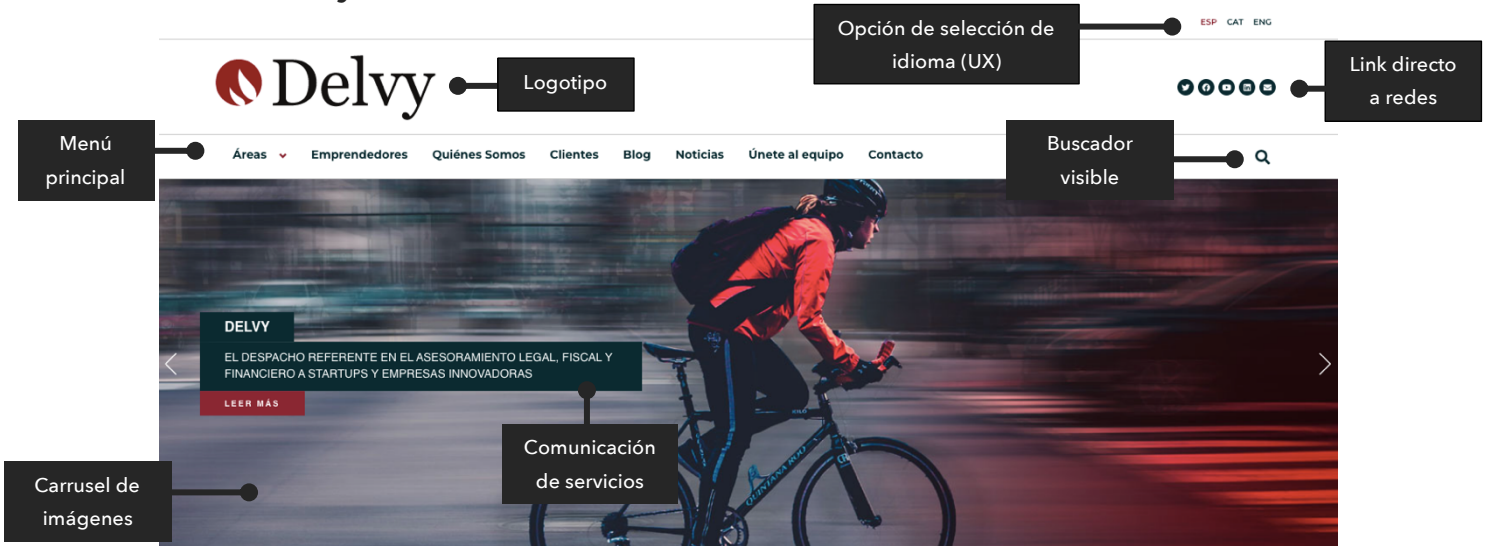 Opción de selección de
idioma (UX)
ESP CAT ENG
Delvy
Logotipo
Link directo
a redes
Menú
principal
Áreas Emprendedores Quiénes Somos Clientes Blog Noticias Únete al equipo Contacto
Buscador
visible
DELVY
EL DESPACHO REFERENTE EN EL ASESORAMIENTO LEGAL, FISCAL Y
FINANCIERO A STARTUPS Y EMPRESAS INNOVADORAS
LEER MÁS
Comunicación
de servicios
Carrusel de
imágenes
QUINTANA ROO